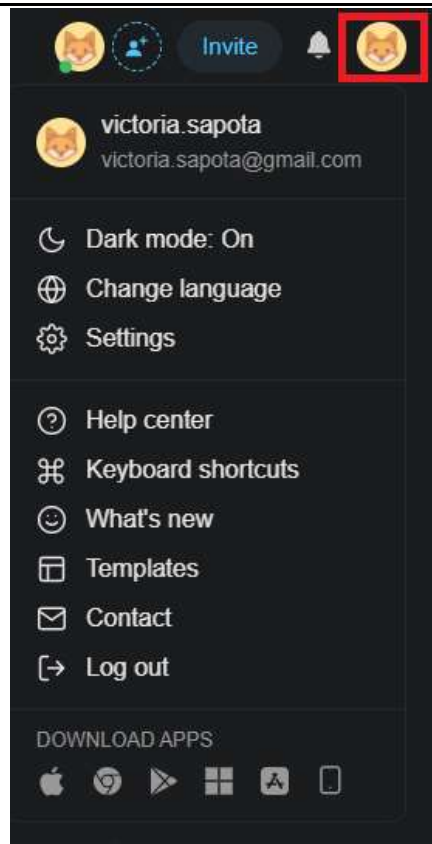 Invite
victoria.sapota
victoria.sapota@gmail.com
Dark mode: On
Change language
Settings
Help center
Keyboard shortcuts
What's new
Templates
Contact
Log out
DOWNLOAD APPS